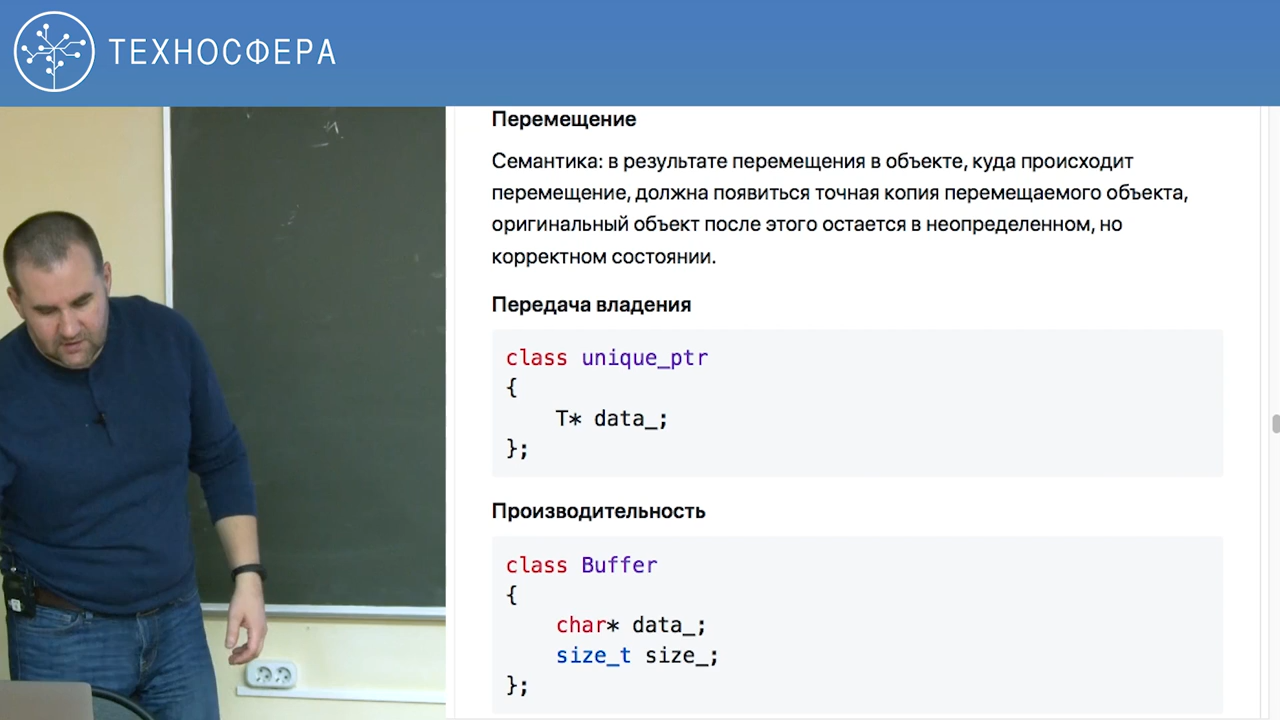 ТЕХНОСФЕРА
Перемещение
Семантика: в результате перемещения в объекте, куда происходит
перемещение, должна появиться точная копия перемещаемого объекта,
оригинальный объект после этого остается в неопределенном, но
корректном состоянии.
Передача владения
class unique_ptr
{
    T* data_;
};
Производительность
class Buffer
{
    char* data_;
    size_t size_;
};